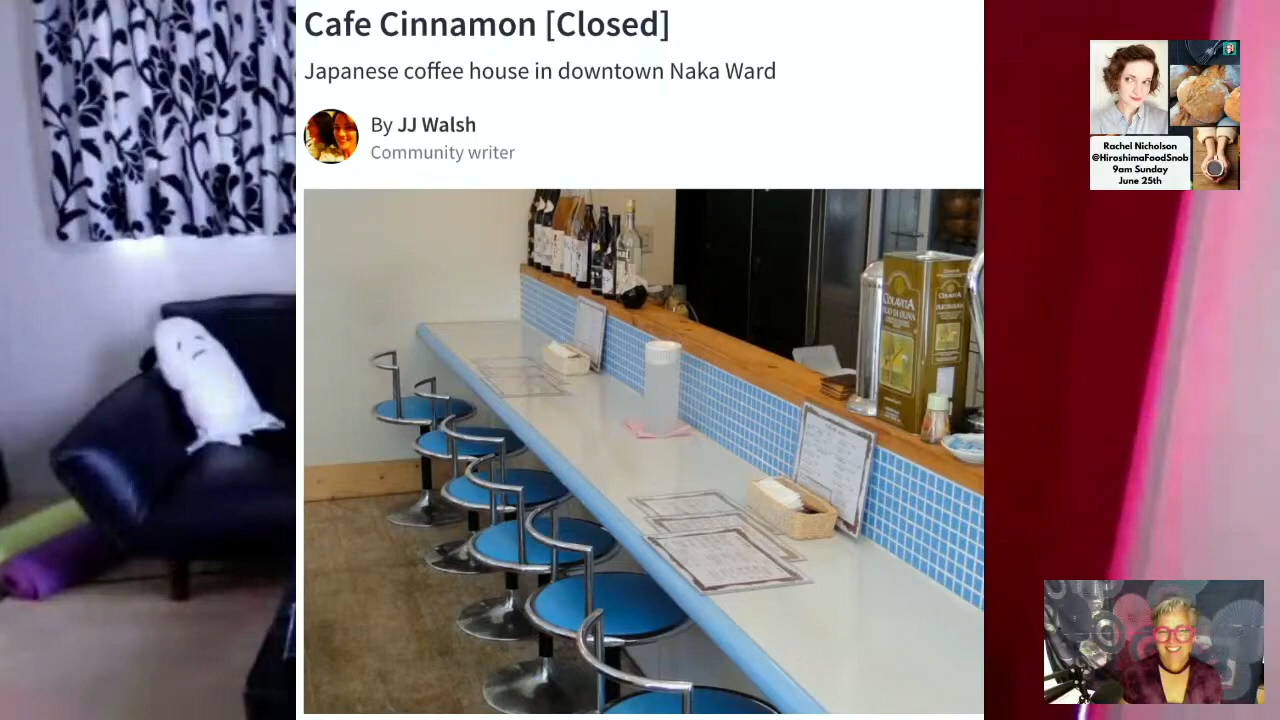 Cafe Cinnamon [Closed]
Japanese coffee house in downtown Naka Ward
By JJ Walsh
Community writer
COLAVITA
Rachel Nicholson
@HiroshimaFoodSnob
9am Sunday
June 25th